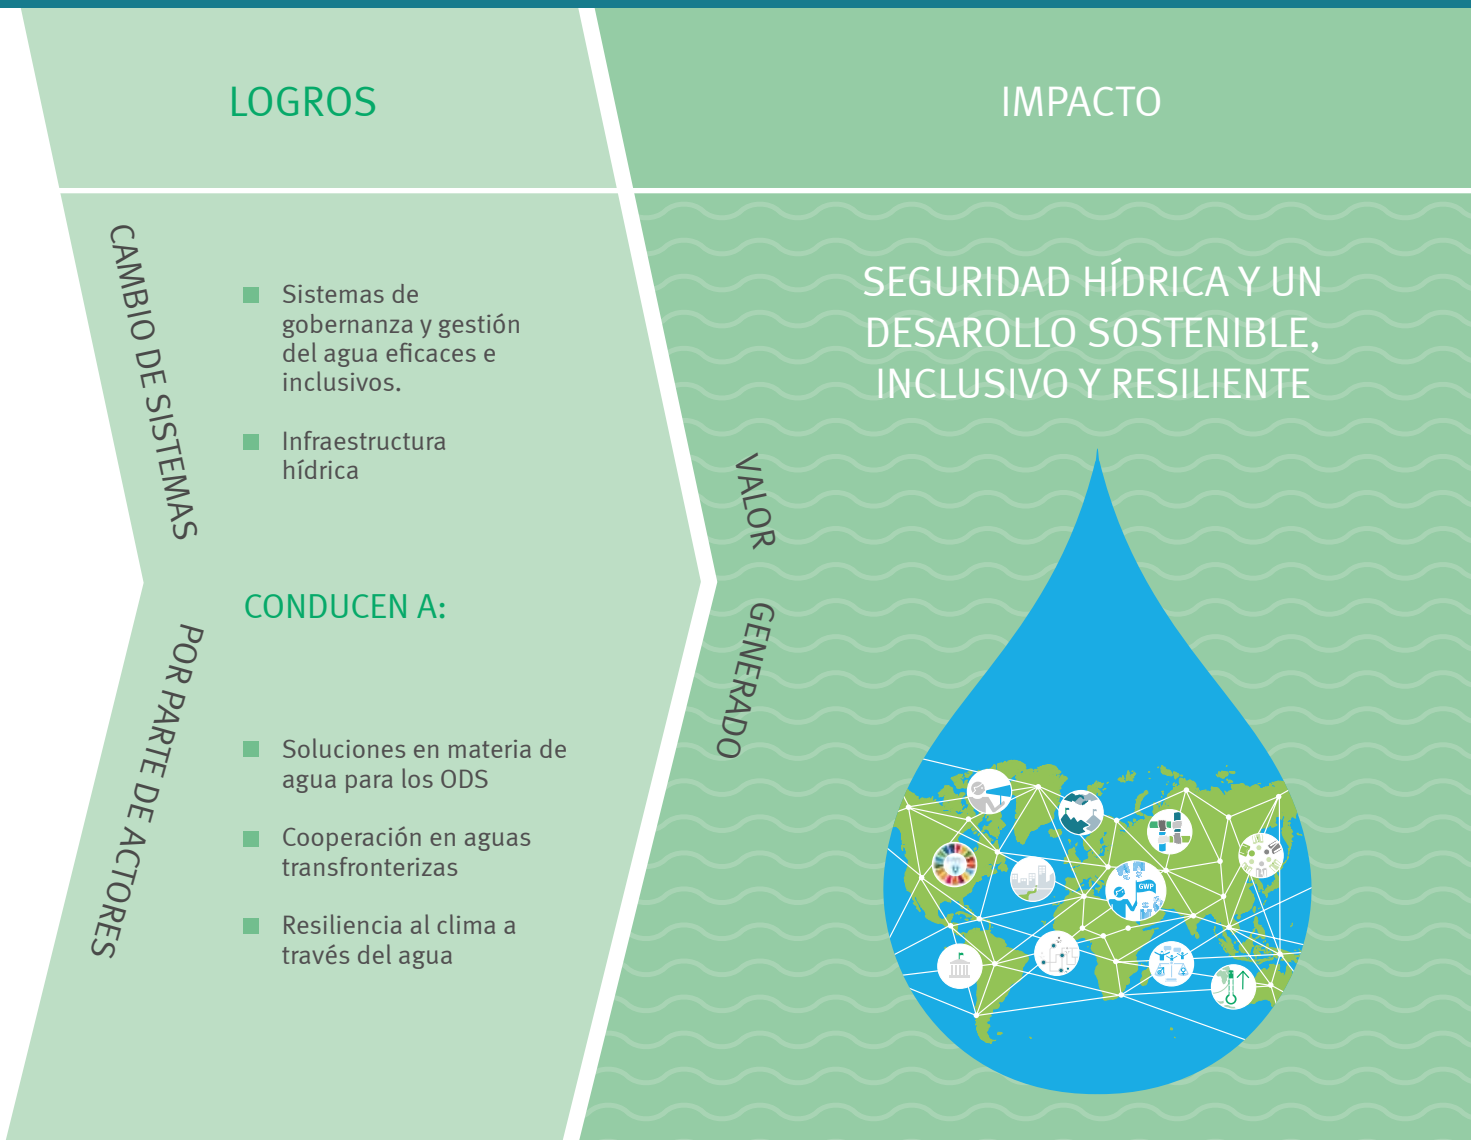 LOGROS
CAMBIO DE SISTEMAS
POR PARTE DE ACTORES
Sistemas de
gobernanza y gestión
del agua eficaces e
inclusivos.
Infraestructura
hídrica
CONDUCEN A:
Soluciones en materia de
agua para los ODS
Cooperación en aguas
transfronterizas
Resiliencia al clima a
través del agua
IMPACTO
VALOR
GENERADO
SEGURIDAD HÍDRICA Y UN
DESAROLLO SOSTENIBLE,
INCLUSIVO Y RESILIENTE
GWP